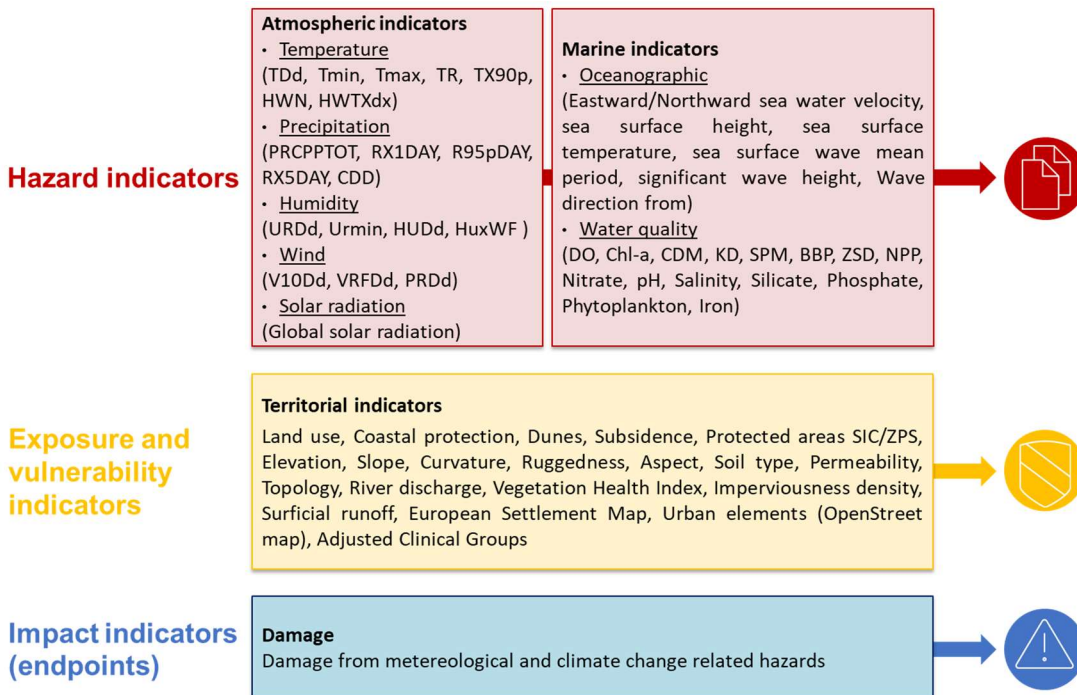 Hazard indicators
Atmospheric indicators
• Temperature
(TDd, Tmin, Tmax, TR, TX90p,
HWN, HWTXdx)
• Precipitation
(PRCPPTOT, RX1DAY, R95pDAY,
RX5DAY, CDD)
• Humidity
(URDd, Urmin, HUDd, HuxWF )
• Wind
(V10Dd, VRFDd, PRDd)
• Solar radiation
(Global solar radiation)
Marine indicators
• Oceanographic
(Eastward/Northward sea water velocity,
sea surface height, sea surface
temperature, sea surface wave mean
period, significant wave height, Wave
direction from)
• Water quality
(DO, Chl-a, CDM, KD, SPM, BBP, ZSD, NPP,
Nitrate, pH, Salinity, Silicate, Phosphate,
Phytoplankton, Iron)
Exposure and
vulnerability
indicators
Territorial indicators
Land use, Coastal protection, Dunes, Subsidence, Protected areas SIC/ZPS,
Elevation, Slope, Curvature, Ruggedness, Aspect, Soil type, Permeability,
Topology, River discharge, Vegetation Health Index, Imperviousness density,
Surficial runoff, European Settlement Map, Urban elements (OpenStreet
map), Adjusted Clinical Groups
Impact indicators
(endpoints)
Damage
Damage from metereological and climate change related hazards